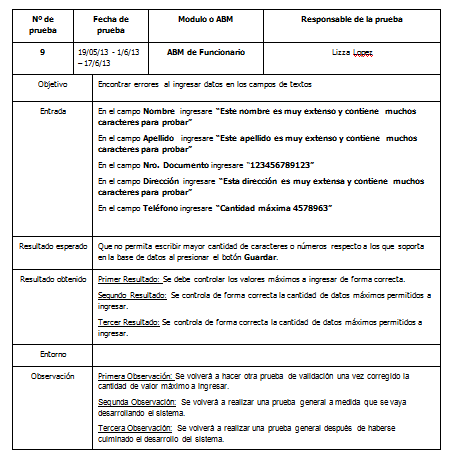 Nº de prueba Fecha de prueba Modulo o ABM Responsable de la prueba
9 19/05/13 - 1/6/13 – 17/6/13 ABM de Funcionario Lizza Lopez
Objetivo Encontrar errores al ingresar datos en los campos de textos
Entrada En el campo Nombre ingresare “Este nombre es muy extenso y contiene muchos
caracteres para probar”
En el campo Apellido ingresare “Este apellido es muy extenso y contiene muchos
caracteres para probar”
En el campo Nro. Documento ingresare “123456789123”
En el campo Dirección ingresare “Esta dirección es muy extensa y contiene muchos
caracteres para probar”
En el campo Teléfono ingresare “Cantidad máxima 4578963”
Resultado esperado Que no permita escribir mayor cantidad de caracteres o números respecto a los que soporta
en la base de datos al presionar el botón Guardar.
Resultado obtenido Primer Resultado: Se debe controlar los valores máximos a ingresar de forma correcta.
Segundo Resultado: Se controla de forma correcta la cantidad de datos máximos permitidos a
ingresar.
Tercer Resultado: Se controla de forma correcta la cantidad de datos máximos permitidos a
ingresar.
Entorno
Observación Primera Observación: Se volverá a hacer otra prueba de validación una vez corregido la
cantidad de valor máximo a ingresar.
Segunda Observación: Se volverá a realizar una prueba general a medida que se vaya
desarrollando el sistema.
Tercera Observación: Se volverá a realizar una prueba general después de haberse
culminado el desarrollo del sistema.